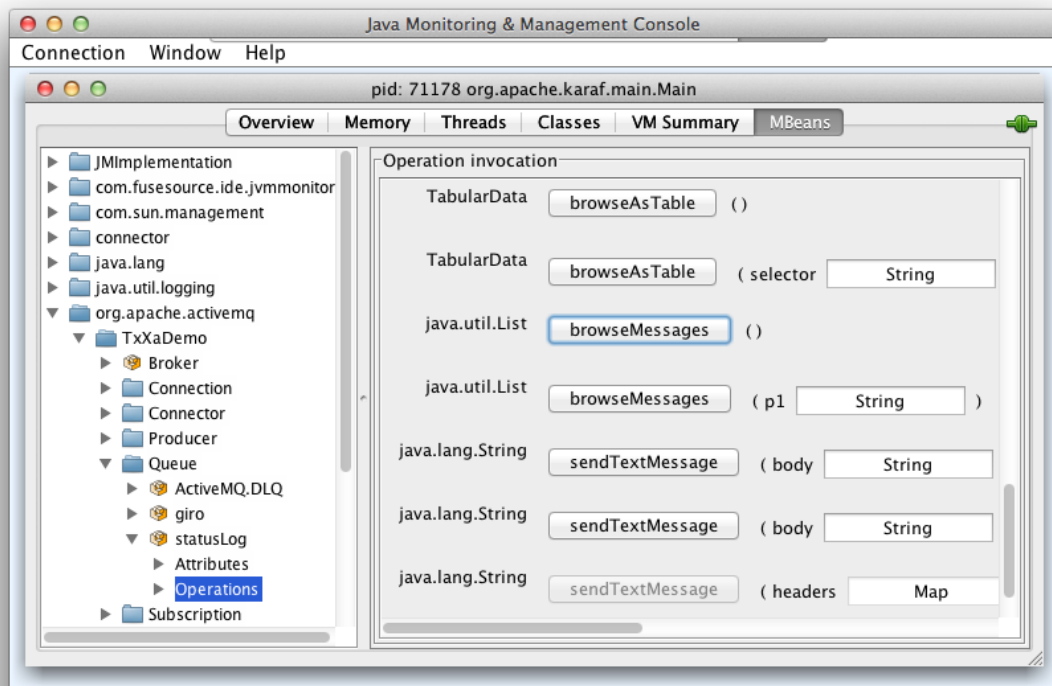 Java Monitoring & Management Console
Connection Window Help
pid: 71178 org.apache.karaf.main.Main
Overview Memory Threads Classes VM Summary MBeans
JMImplementation
com.fusesource.ide.jvmmonitor
com.sun.management
connector
java.lang
java.util.logging
org.apache.activemq
TxXaDemo
Broker
Connection
Connector
Producer
Queue
ActiveMQ.DLQ
giro
statusLog
Attributes
Operations
Subscription
Operation invocation
TabularData browseAsTable ( )
TabularData browseAsTable ( selector String
java.util.List browseMessages ( )
java.util.List browseMessages ( p1 String )
java.lang.String sendTextMessage ( body String
java.lang.String sendTextMessage ( body String
java.lang.String sendTextMessage ( headers Map